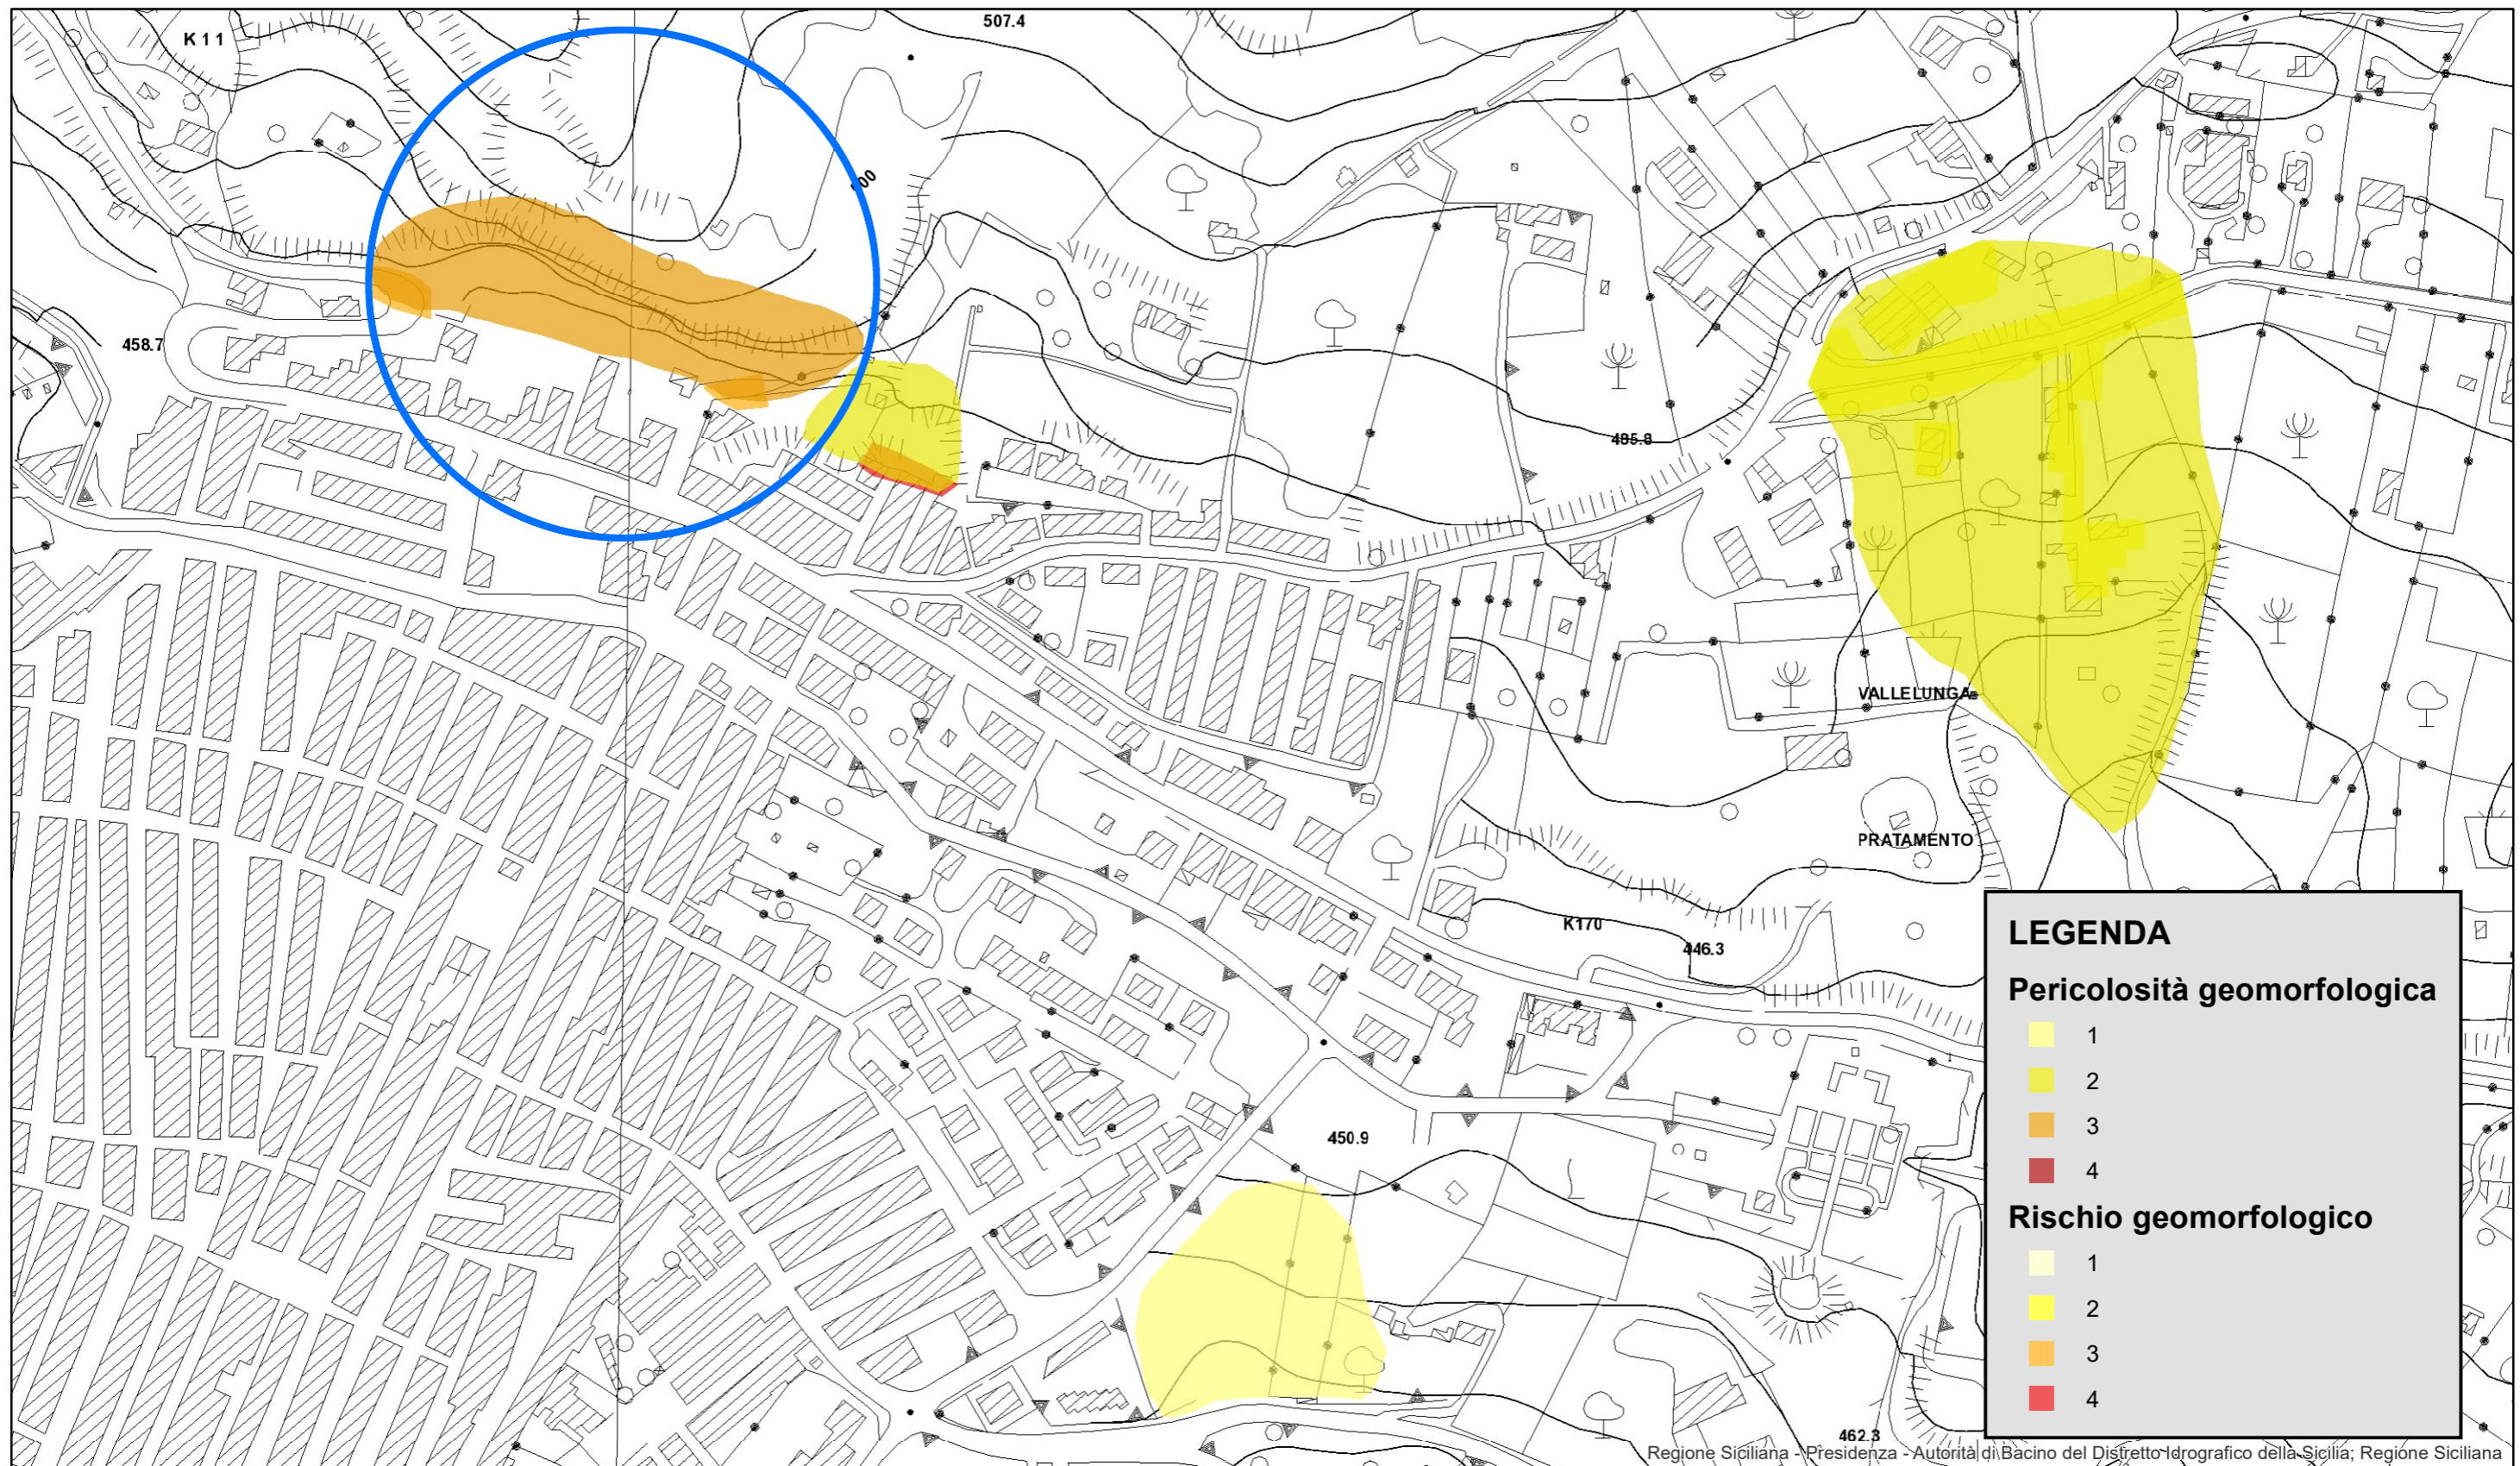 507.4
K 11
458.7
485.8
VALLELUNGA
PRATAMENTO
K170
446.3
450.9
462.3
LEGENDA
Pericolosità geomorfologica
1
2
3
4
Rischio geomorfologico
1
2
3
4
Regione Siciliana - Presidenza - Autorità di Bacino del Distretto Idrografico della Sicilia; Regione Siciliana